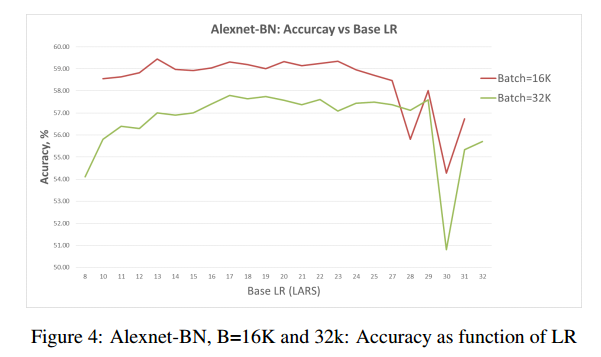 Alexnet-BN: Accurcay vs Base LR
60.00
59.00
58.00
57.00
56.00
55.00
54.00
53.00
52.00
51.00
50.00
Acuracy, %
Batch=16K
Batch=32K
8 10 11 12 13 14 15 16 17 18 19 20 21 22 23 24 25 27 28 29 30 31 32
Base LR (LARS)
Figure 4: Alexnet-BN, B=16K and 32k: Accuracy as function of LR